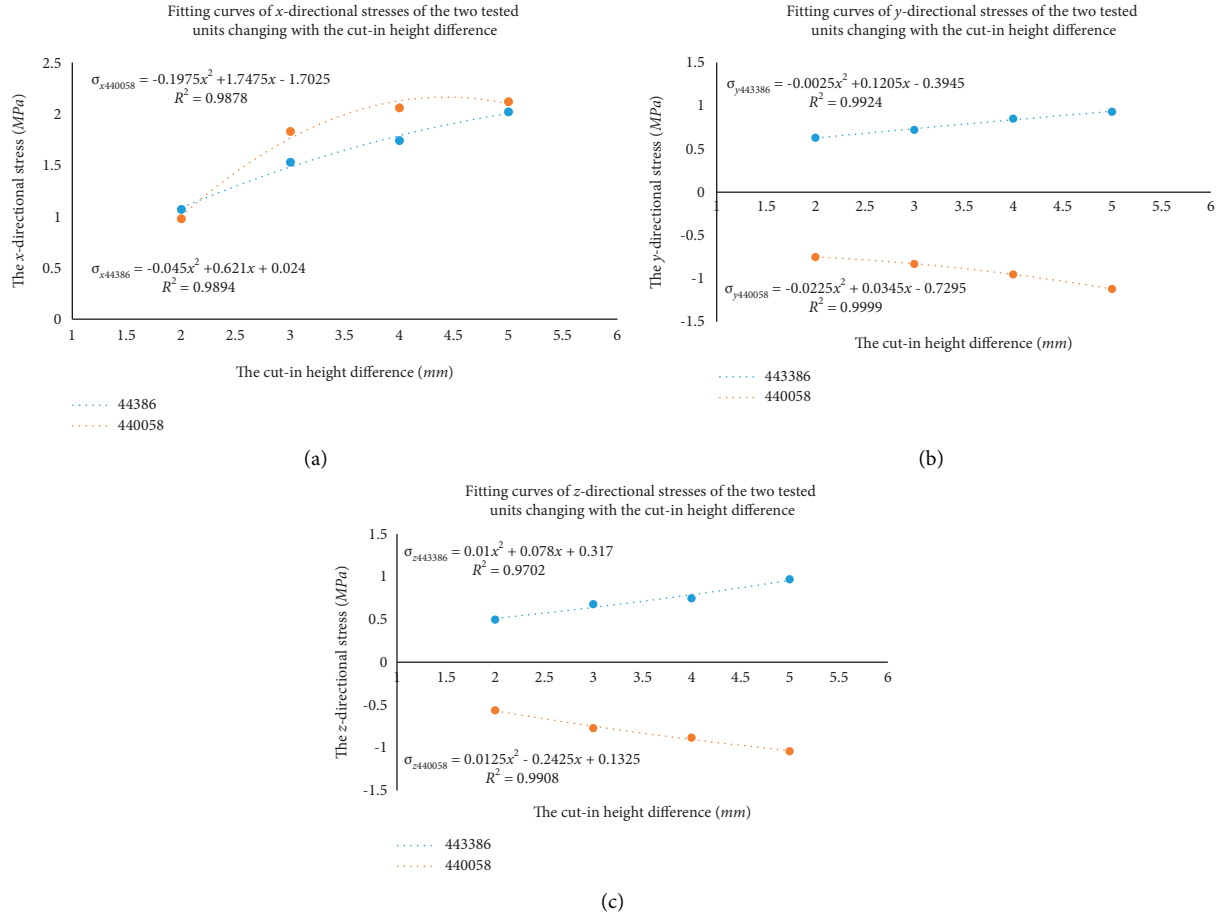 Fitting curves of x-directional stresses of the two tested
units changing with the cut-in height difference
The x-directional stress (MPa)
2.5
2
1.5
1
0.5
0
σx440058 = -0.1975x² +1.7475x - 1.7025
R² = 0.9878
σx44386 = -0.045x² +0.621x + 0.024
R² = 0.9894
1 1.5 2 2.5 3 3.5 4 4.5 5 5.5 6
The cut-in height difference (mm)
44386
440058
(a)
Fitting curves of y-directional stresses of the two tested
units changing with the cut-in height difference
The y-directional stress (MPa)
1.5
1
0.5
0
-0.5
-1
-1.5
σy443386 = -0.0025x² +0.1205x - 0.3945
R² = 0.9924
1 1.5 2 2.5 3 3.5 4 4.5 5 5.5 6
σy440058 = -0.0225x² + 0.0345x - 0.7295
R² = 0.9999
The cut-in height difference (mm)
443386
440058
(b)
Fitting curves of z-directional stresses of the two tested
units changing with the cut-in height difference
The z-directional stress (MPa)
1.5
1
0.5
0
-0.5
-1
-1.5
σz443386 = 0.01x² + 0.078x + 0.317
R² = 0.9702
1 1.5 2 2.5 3 3.5 4 4.5 5 5.5 6
σz440058 = 0.0125x² - 0.2425x + 0.1325
R² = 0.9908
The cut-in height difference (mm)
443386
440058
(c)